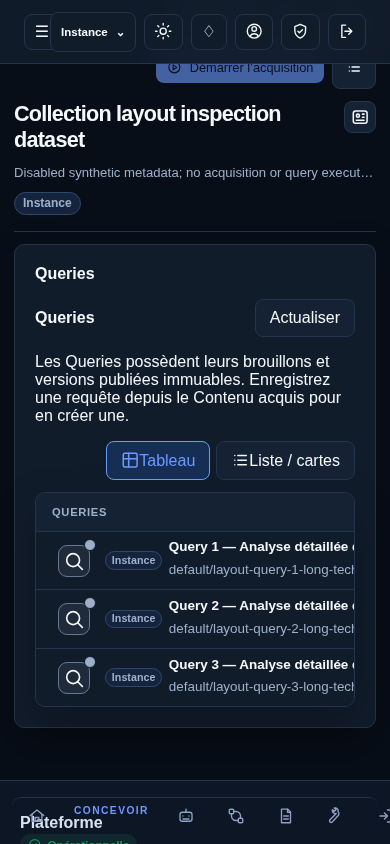 Instance
Démarrer l'acquisition
Collection layout inspection
dataset
Disabled synthetic metadata; no acquisition or query execut…
Instance
Queries
Queries
Actualiser
Les Queries possèdent leurs brouillons et
versions publiées immuables. Enregistrez
une requête depuis le Contenu acquis pour
en créer une.
Tableau
Liste / cartes
QUERIES
Query 1 — Analyse détaillée
Instance
default/layout-query-1-long-tech
Query 2 — Analyse détaillée
Instance
default/layout-query-2-long-tech
Query 3 — Analyse détaillée
Instance
default/layout-query-3-long-tech
CONCEVOIR
Plateforme
Opérationnelle